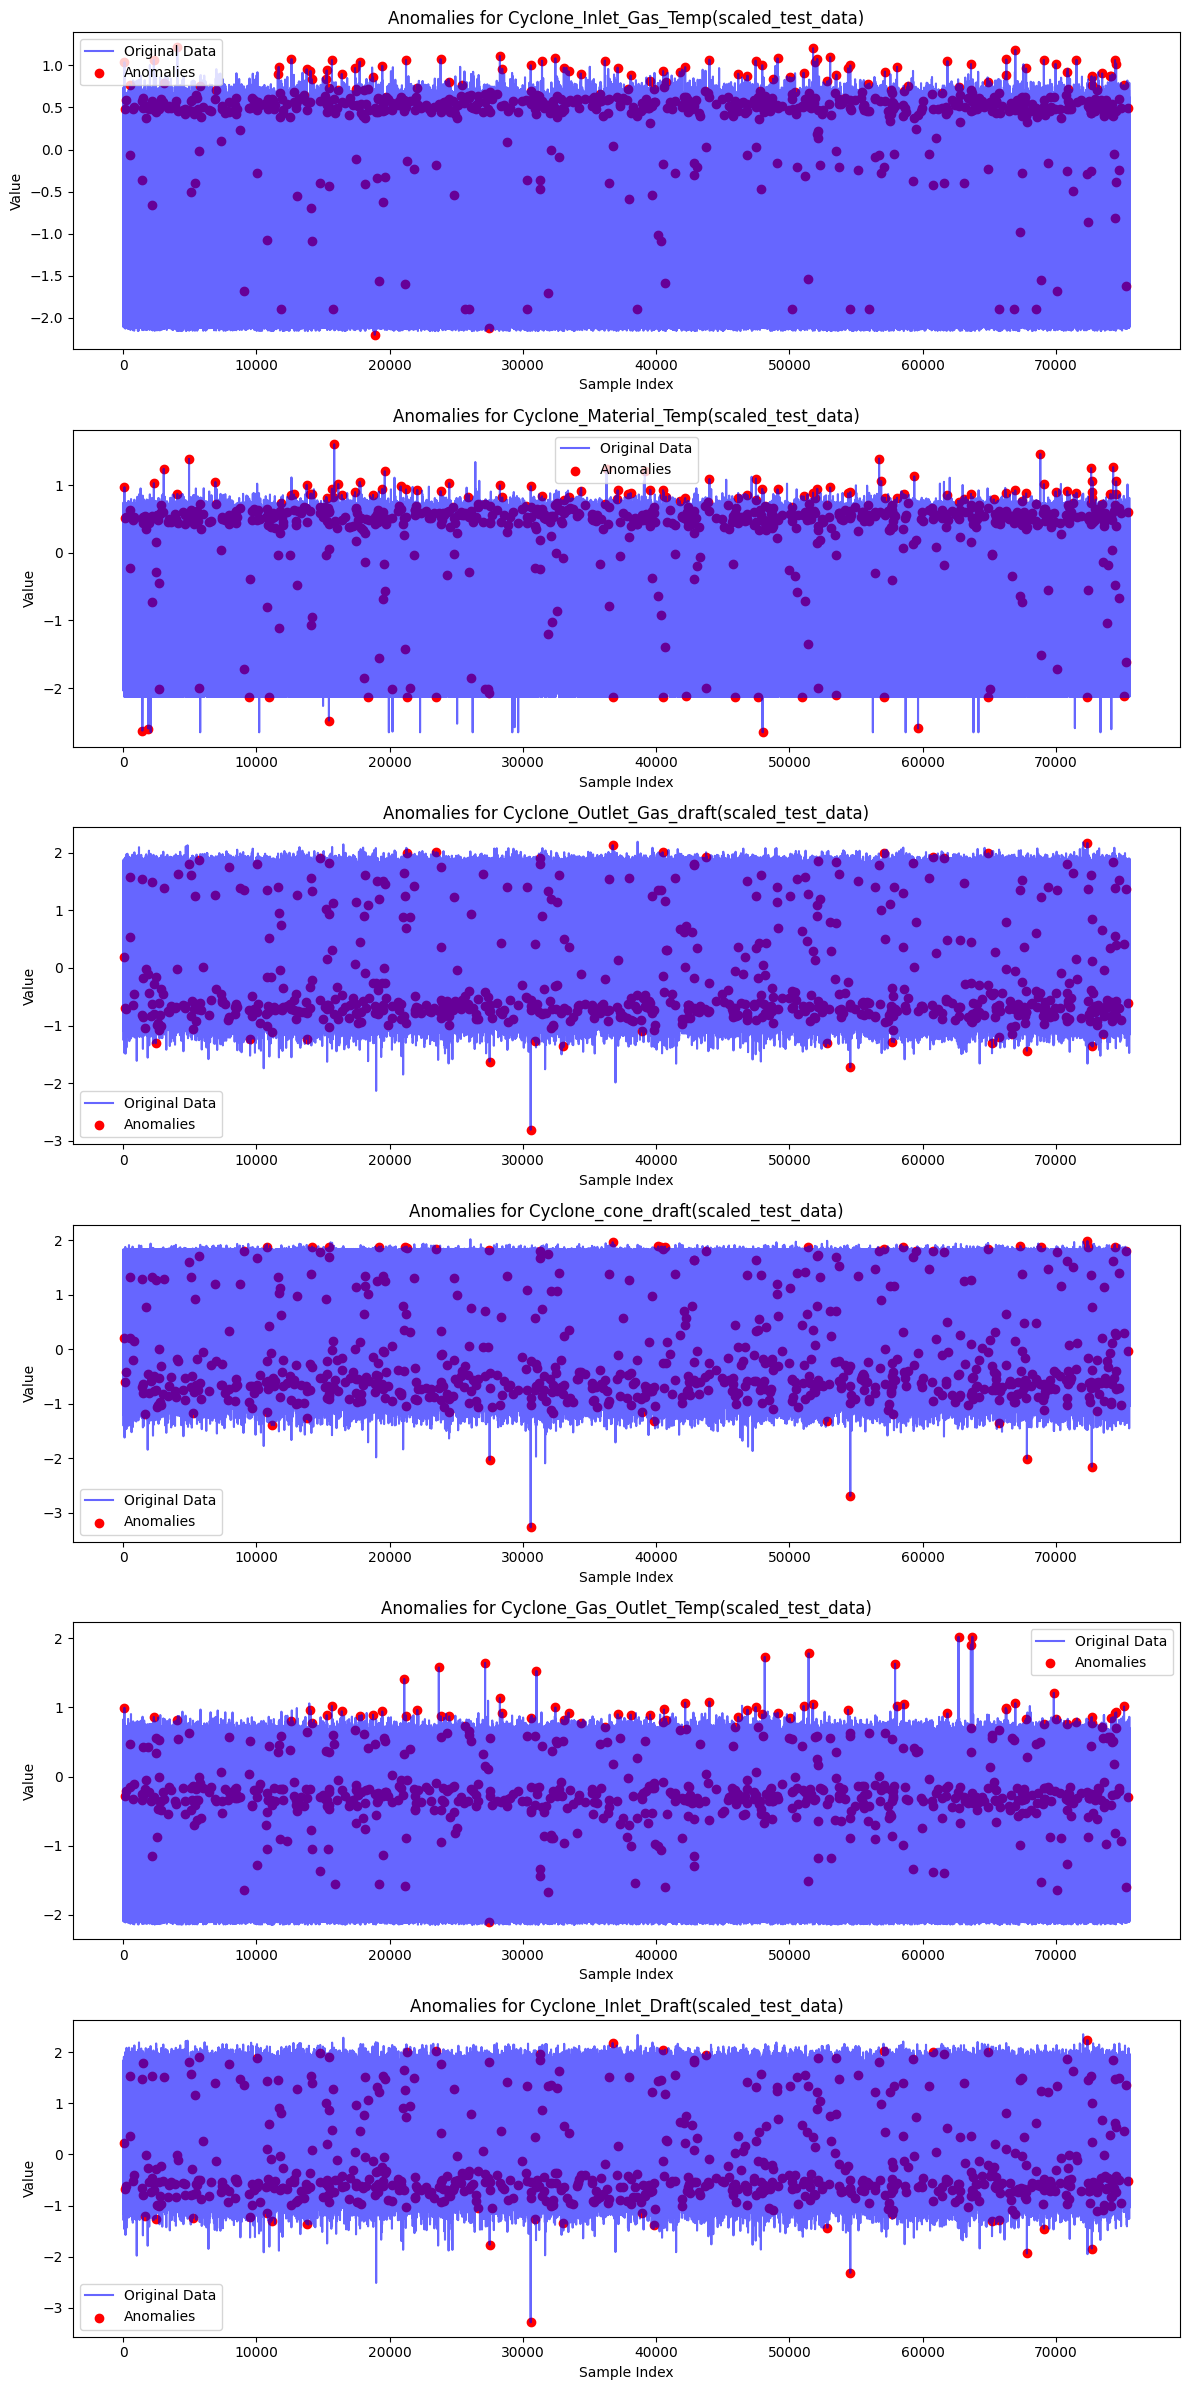 Anomalies for Cyclone_Inlet_Gas_Temp(scaled_test_data)
Original Data
Anomalies
1.0
0.5
0.0
−0.5
−1.0
−1.5
−2.0
Value
0 10000 20000 30000 40000 50000 60000 70000
Sample Index
Anomalies for Cyclone_Material_Temp(scaled_test_data)
Original Data
Anomalies
1
0
−1
−2
Value
0 10000 20000 30000 40000 50000 60000 70000
Sample Index
Anomalies for Cyclone_Outlet_Gas_draft(scaled_test_data)
2
1
0
−1
−2
−3
Value
Original Data
Anomalies
0 10000 20000 30000 40000 50000 60000 70000
Sample Index
Anomalies for Cyclone_cone_draft(scaled_test_data)
2
1
0
−1
−2
−3
Value
Original Data
Anomalies
0 10000 20000 30000 40000 50000 60000 70000
Sample Index
Anomalies for Cyclone_Gas_Outlet_Temp(scaled_test_data)
Original Data
Anomalies
2
1
0
−1
−2
Value
0 10000 20000 30000 40000 50000 60000 70000
Sample Index
Anomalies for Cyclone_Inlet_Draft(scaled_test_data)
2
1
0
−1
−2
−3
Value
Original Data
Anomalies
0 10000 20000 30000 40000 50000 60000 70000
Sample Index